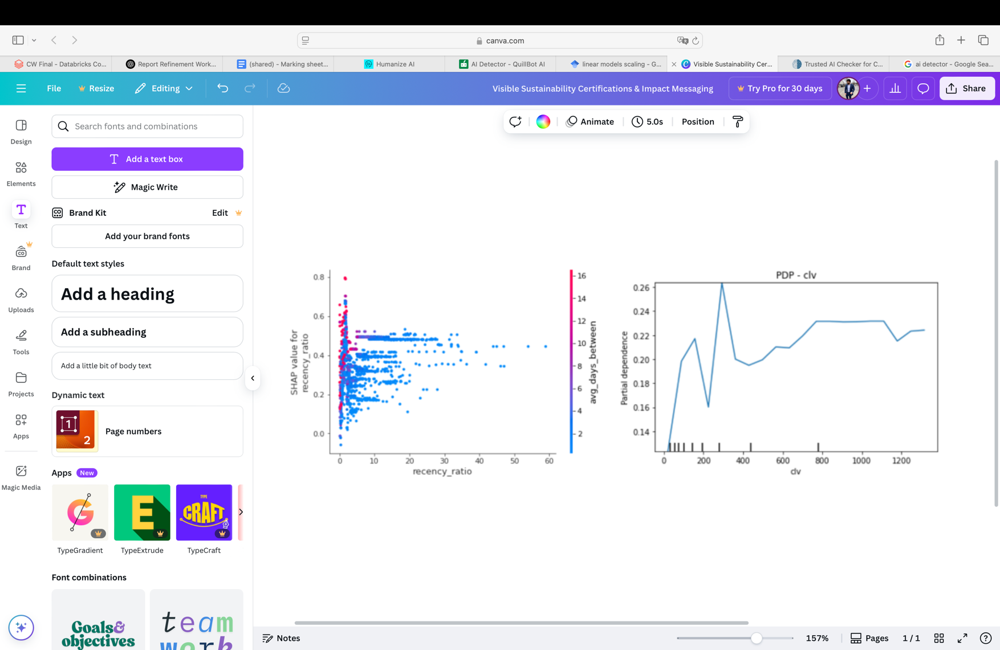 canva.com
CW Final - Databricks Co...
Report Refinement Work...
(shared) - Marking sheet...
Humanize AI
AI Detector - QuillBot AI
linear models scaling - G...
Visible Sustainability Cer...
Trusted AI Checker for C...
ai detector - Google Sea...
File
Resize
Editing
Visible Sustainability Certifications & Impact Messaging
Try Pro for 30 days
Share
Design
Elements
Text
Brand
Uploads
Tools
Projects
Apps
Magic Media
Search fonts and combinations
Add a text box
Magic Write
Brand Kit
Edit
Add your brand fonts
Default text styles
Add a heading
Add a subheading
Add a little bit of body text
Dynamic text
1
2
Page numbers
Apps
New
G
E
TYPE
CRAFT
TypeGradient
TypeExtrude
TypeCraft
Font combinations
Goals&
objectives
team
work
Animate
5.0s
Position
0.8
0.6
0.4
0.2
0.0
SHAP value for
recency_ratio
0
10
20
30
40
50
60
recency_ratio
16
14
12
10
8
6
4
2
avg_days_between
PDP - clv
0.26
0.24
0.22
0.20
0.18
0.16
0.14
Partial dependence
0
200
400
600
800
1000
1200
clv
Notes
157%
Pages
1 / 1